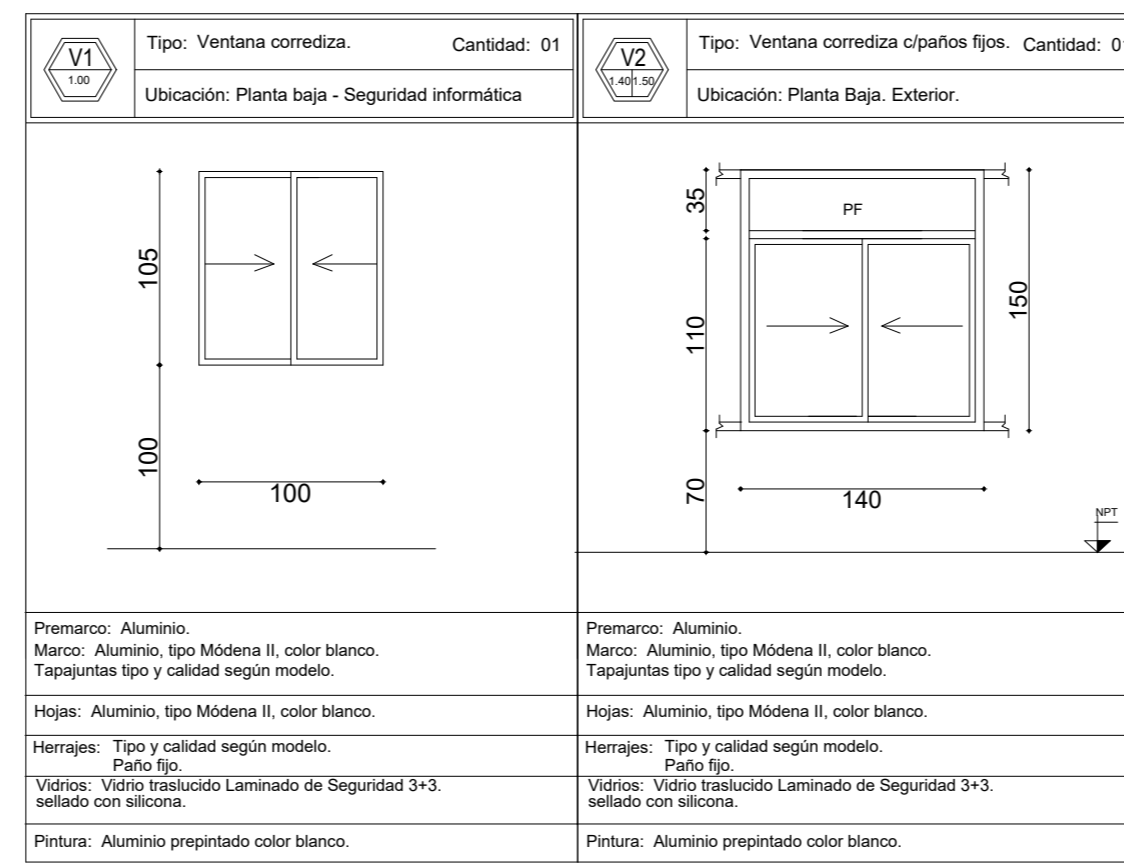 V1
1.00
Tipo: Ventana corrediza. Cantidad: 01
Ubicación: Planta baja - Seguridad informática
105
100
100
Premarco: Aluminio.
Marco: Aluminio, tipo Módena II, color blanco.
Tapajuntas tipo y calidad según modelo.
Hojas: Aluminio, tipo Módena II, color blanco.
Herrajes: Tipo y calidad según modelo.
Paño fijo.
Vidrios: Vidrio traslucido Laminado de Seguridad 3+3.
sellado con silicona.
Pintura: Aluminio prepintado color blanco.
V2
1.40 1.50
Tipo: Ventana corrediza c/paños fijos. Cantidad: 01
Ubicación: Planta Baja. Exterior.
35
PF
110
150
70
140
NPT
Premarco: Aluminio.
Marco: Aluminio, tipo Módena II, color blanco.
Tapajuntas tipo y calidad según modelo.
Hojas: Aluminio, tipo Módena II, color blanco.
Herrajes: Tipo y calidad según modelo.
Paño fijo.
Vidrios: Vidrio traslucido Laminado de Seguridad 3+3.
sellado con silicona.
Pintura: Aluminio prepintado color blanco.